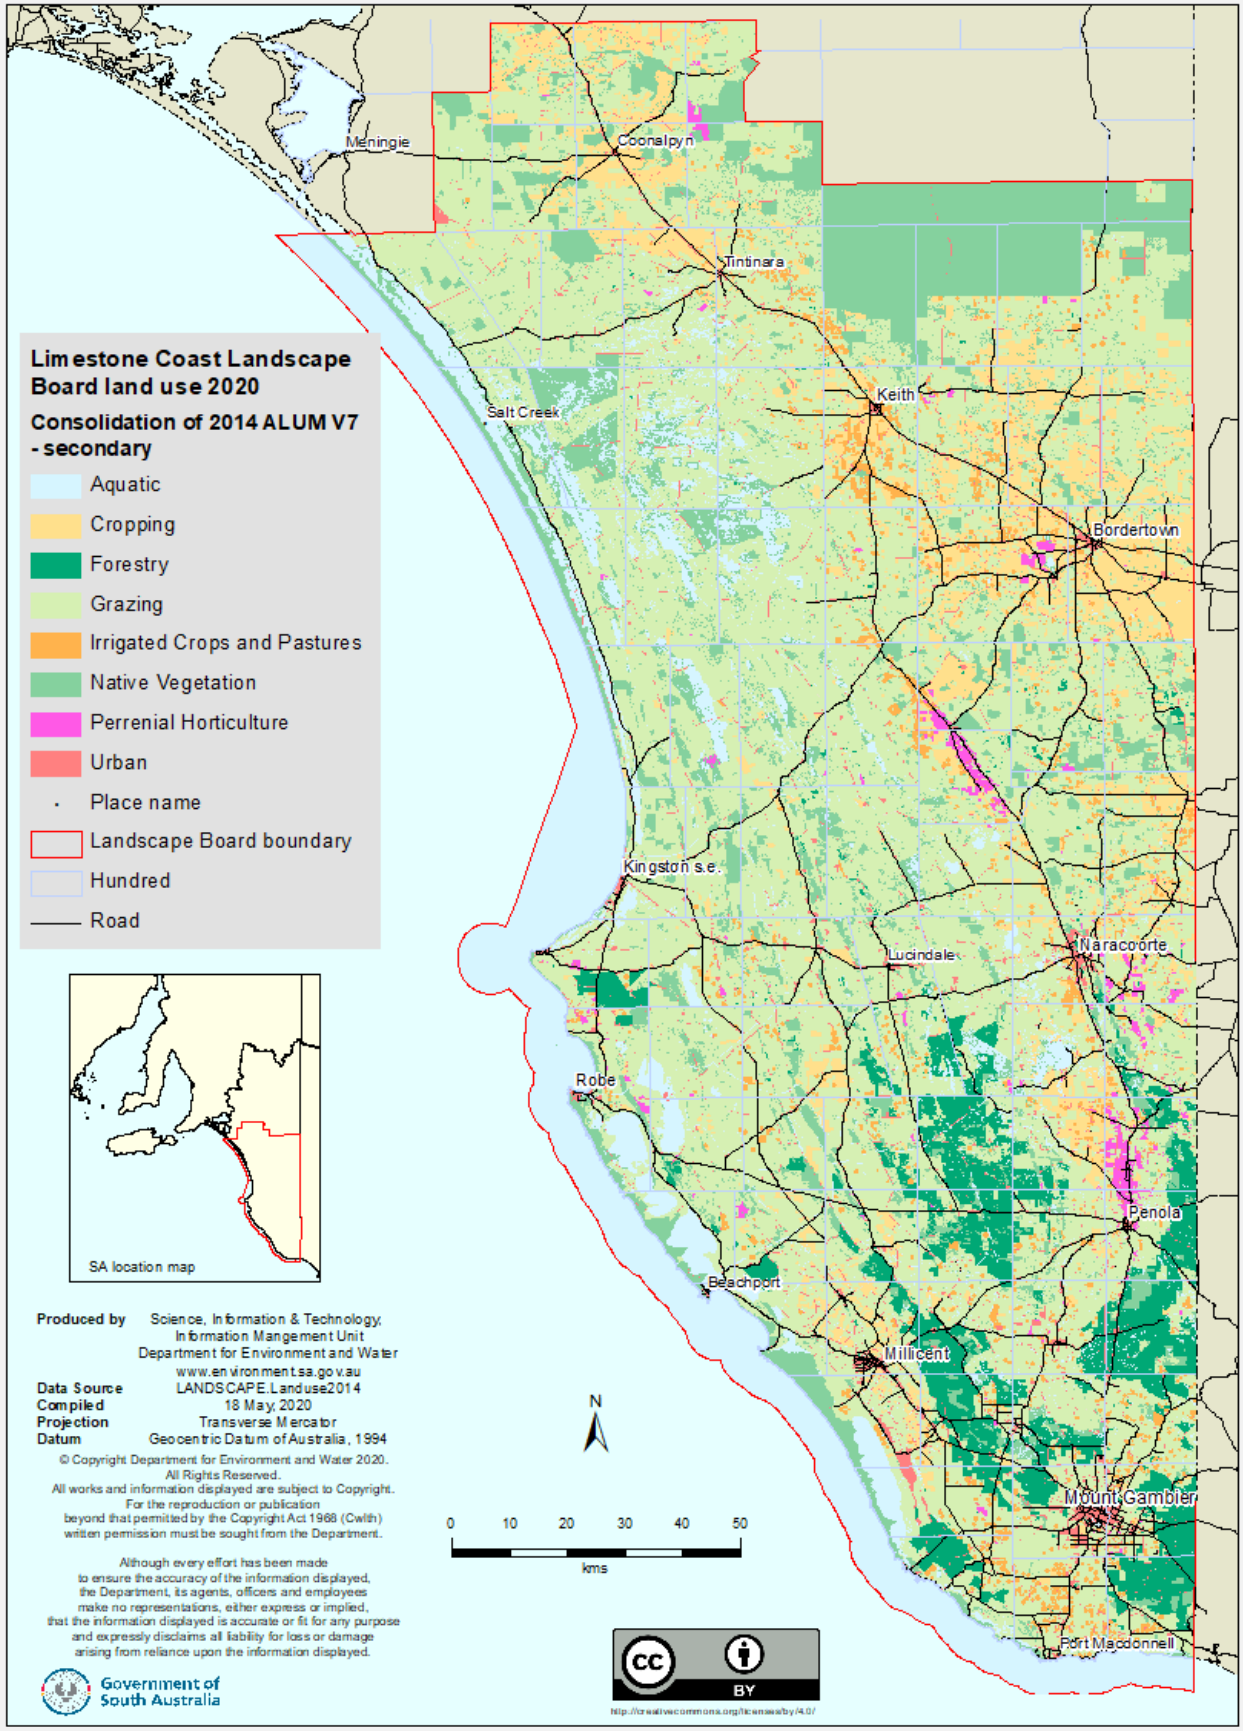 Meningie
Coonalpyn
Tintinara
Limestone Coast Landscape
Board land use 2020
Consolidation of 2014 ALUM V7
- secondary
Aquatic
Cropping
Forestry
Grazing
Irrigated Crops and Pastures
Native Vegetation
Perrenial Horticulture
Urban
Place name
Landscape Board boundary
Hundred
Road
Keith
Salt Creek
Bordertown
Kingston s.e.
Naracoorte
Lucindale
Robe
Penola
Beachport
Millicent
Mount Gambier
Port Macdonnell
SA location map
Produced by Science, Information & Technology,
Information Mangement Unit
Department for Environment and Water
www.environment.sa.gov.au
Data Source LANDSCAPE.Landuse2014
Compiled 18 May, 2020
Projection Transverse Mercator
Datum Geocentric Datum of Australia, 1994
© Copyright Department for Environment and Water 2020.
All Rights Reserved.
All works and information displayed are subject to Copyright.
For the reproduction or publication
beyond that permitted by the Copyright Act 1968 (Cwlth)
written permission must be sought from the Department.
Although every effort has been made
to ensure the accuracy of the information displayed,
the Department, its agents, officers and employees
make no representations, either express or implied,
that the information displayed is accurate or fit for any purpose
and expressly disclaims all liability for loss or damage
arising from reliance upon the information displayed.
Government of
South Australia
N
0 10 20 30 40 50
kms
cc
BY
http://creativecommons.org/licenses/by/4.0/